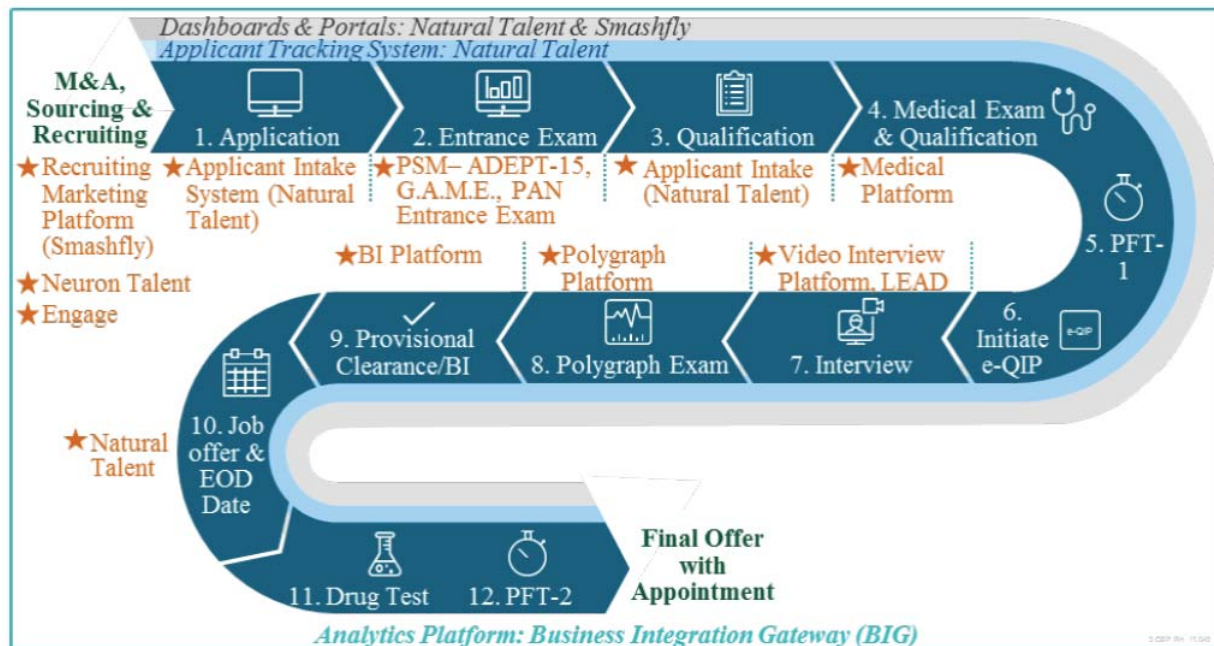 Dashboards & Portals: Natural Talent & Smashfly
Applicant Tracking System: Natural Talent
M&A,
Sourcing &
Recruiting
1. Application
2. Entrance Exam
3. Qualification
4. Medical Exam
& Qualification
★Recruiting
Marketing
Platform
(Smashfly)
★Neuron Talent
★Engage
★Applicant Intake
System (Natural
Talent)
★PSM– ADEPT-15,
G.A.M.E., PAN
Entrance Exam
★Applicant Intake
(Natural Talent)
★Medical
Platform
5. PFT-
1
★BI Platform
★Polygraph
Platform
★Video Interview
Platform, LEAD
6.
Initiate
e-QIP
e-QIP
7. Interview
8. Polygraph Exam
9. Provisional
Clearance/BI
10. Job
offer &
EOD
Date
★Natural
Talent
11. Drug Test
12. PFT-2
Final Offer
with
Appointment
Analytics Platform: Business Integration Gateway (BIG)